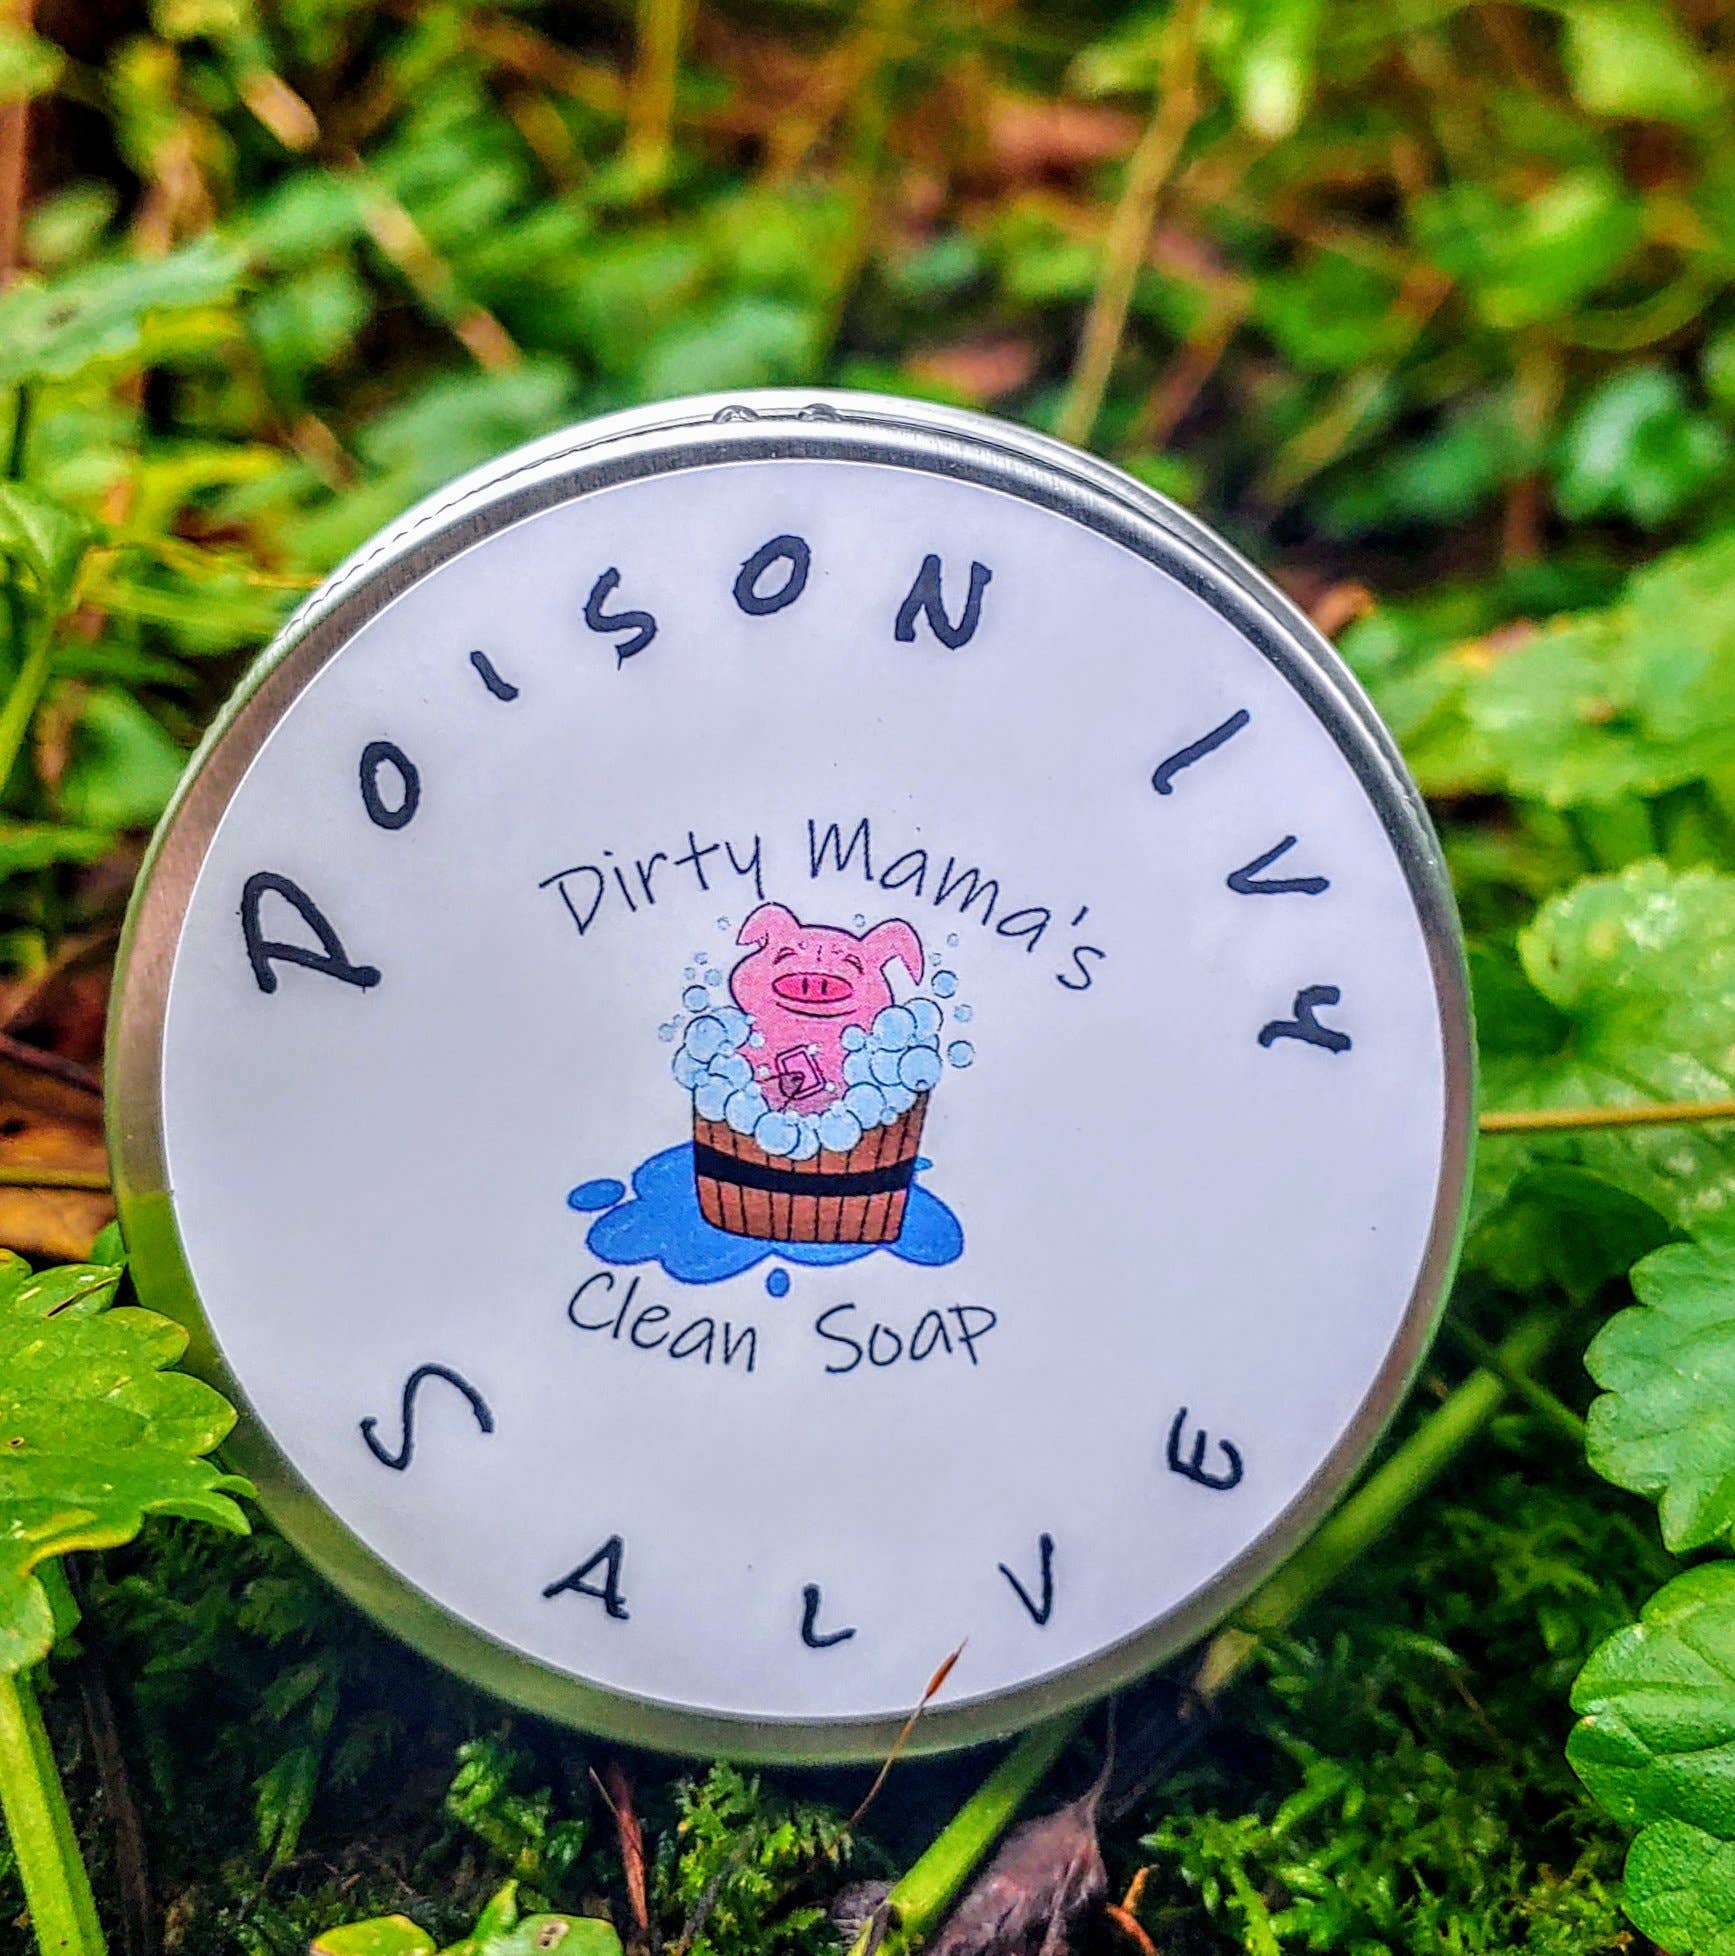 POISON IVY
Dirty Mama's
Clean Soap
SALVE